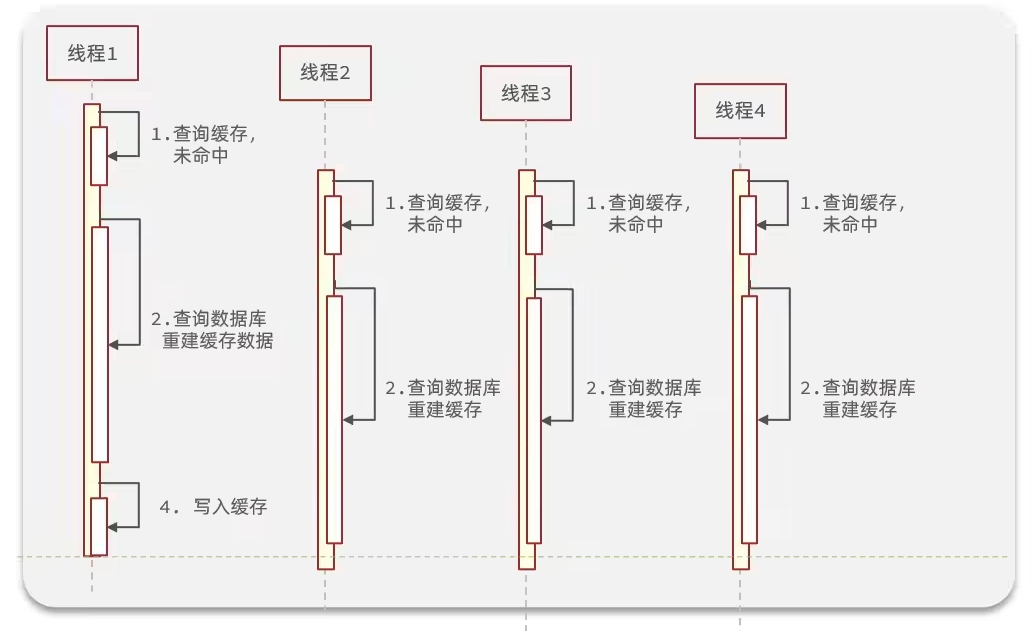 线程1
线程2
线程3
线程4
1.查询缓存,
未命中
1.查询缓存,
未命中
1.查询缓存,
未命中
1.查询缓存,
未命中
2.查询数据库
重建缓存数据
2.查询数据库
重建缓存
2.查询数据库
重建缓存
2.查询数据库
重建缓存
4. 写入缓存